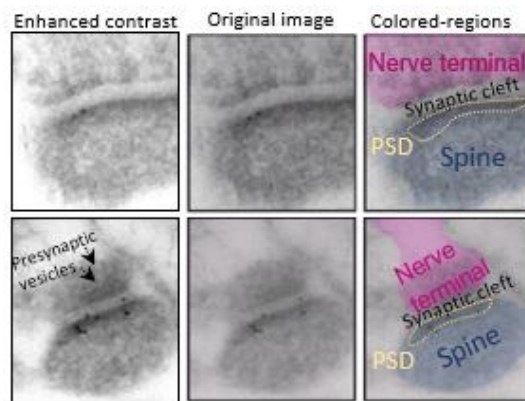 Enhanced contrast
Original image
Colored-regions
Nerve terminal
Synaptic cleft
PSD
Spine
Presynaptic
vesicles
Nerve
terminal
Synaptic cleft
PSD
Spine